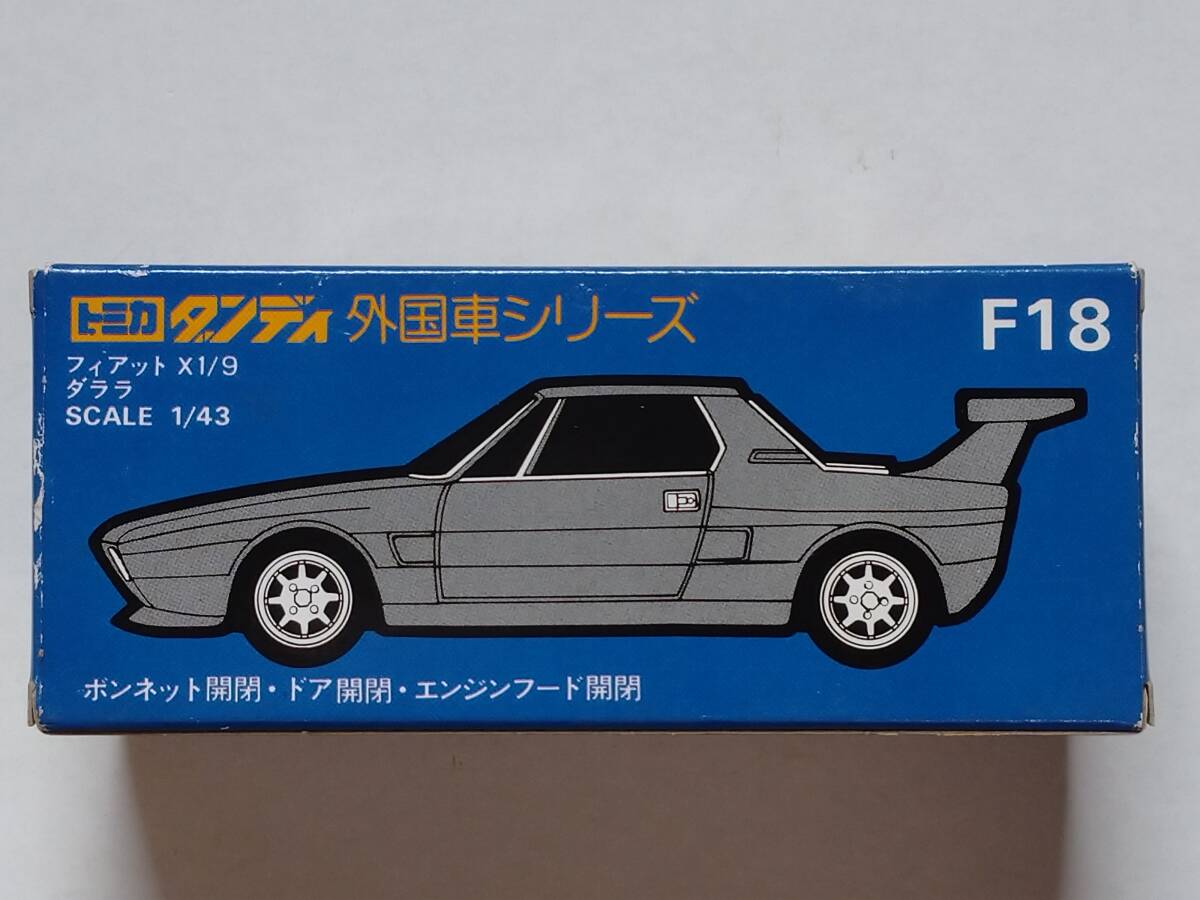 トミカ ダンディ 外国車シリーズ F18
フィアット X1/9
ダララ
SCALE 1/43
ボンネット開閉・ドア開閉・エンジンフード開閉